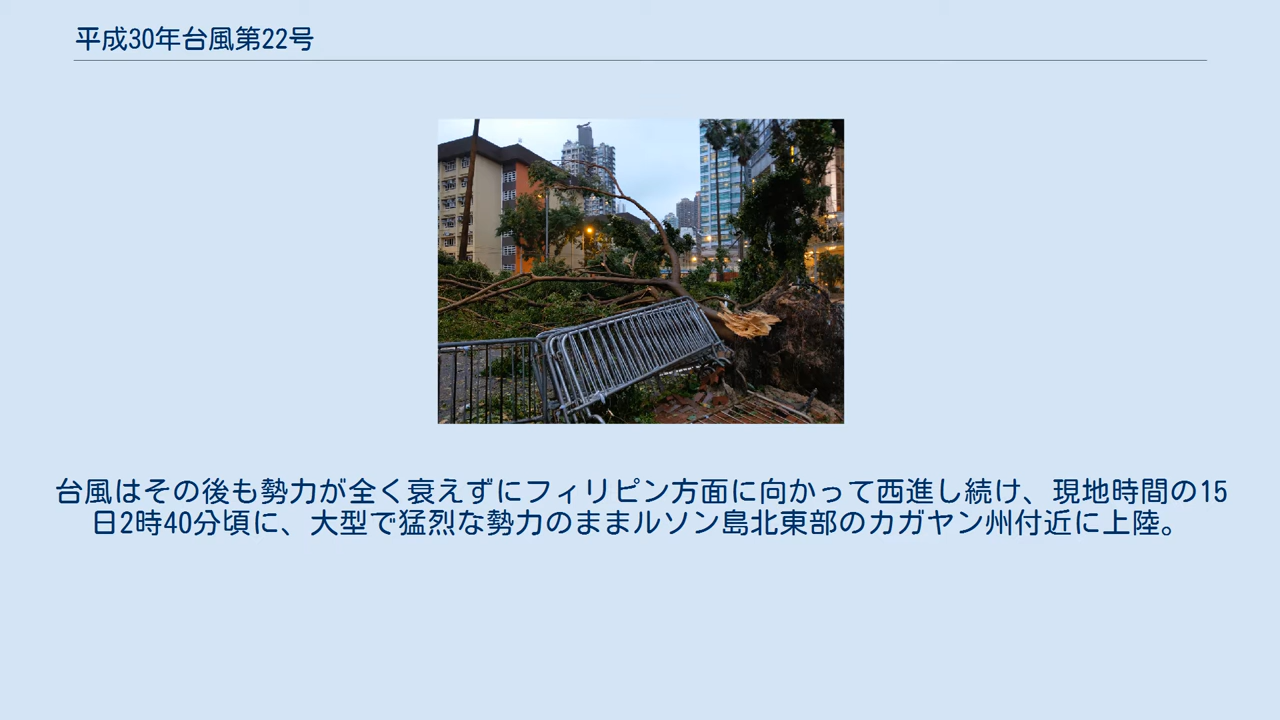 平成30年台風第22号
台風はその後も勢力が全く衰えずにフィリピン方面に向かって西進し続け、現地時間の15
日2時40分頃に、大型で猛烈な勢力のままルソン島北東部のカガヤン州付近に上陸。